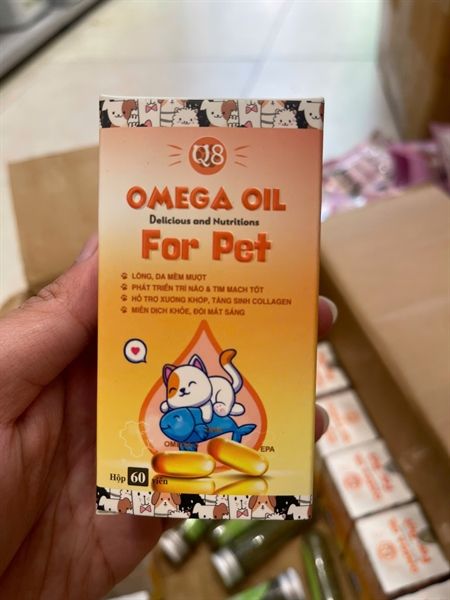 Q8
OMEGA OIL
Delicious and Nutritions
For Pet
LÔNG, DA MỀM MƯỢT
PHÁT TRIỂN TRÍ NÃO & TIM MẠCH TỐT
HỖ TRỢ XƯƠNG KHỚP, TĂNG SINH COLLAGEN
MIỄN DỊCH KHỎE, ĐÔI MẮT SÁNG
EPA
Hộp 60 viên